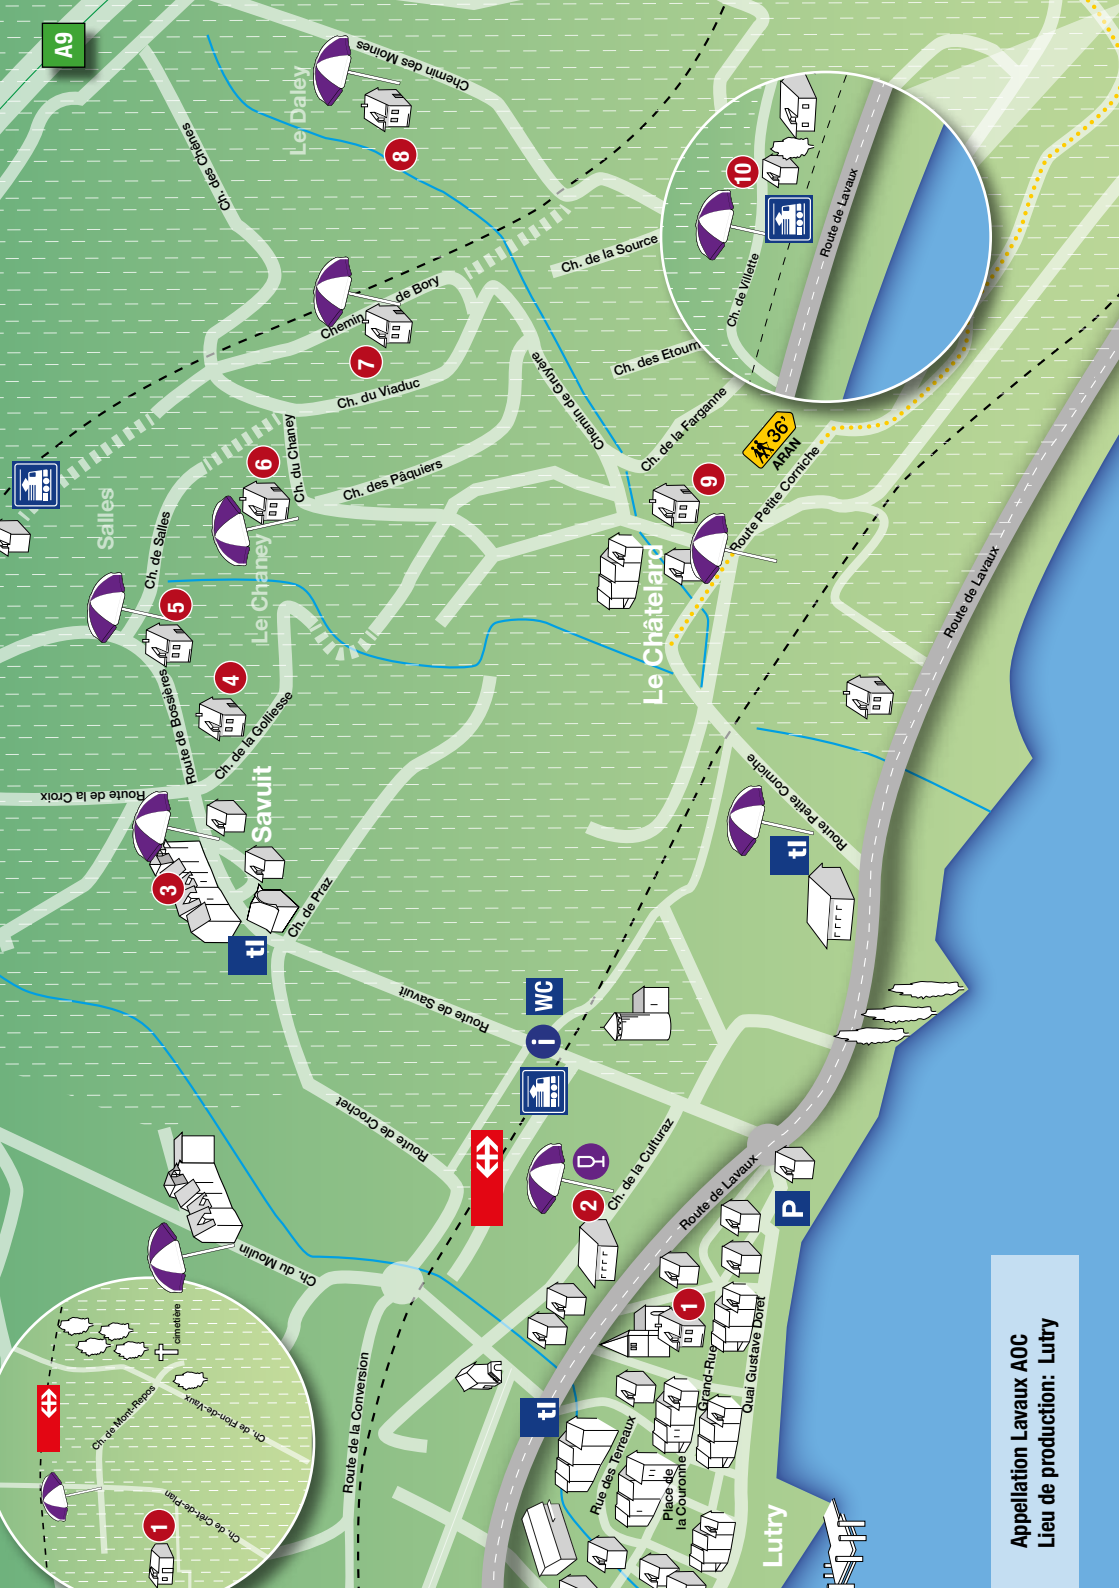 A9
Chemin des Moines
Le Daley
Ch. des Chênes
8
10
Ch. de Villette
Route de Lavaux
Ch. de la Source
Chemin de Bory
7
Ch. du Viaduc
Ch. des Etourn
Chemin de Gruyère
Ch. de la Farganne
36'
ARAN
6
Ch. du Chaney
Ch. des Pâquiers
Salles
Ch. de Salles
Le Chaney
9
Route Petite Corniche
Le Châtelard
Route de Lavaux
5
4
Route de Bossières
Ch. de la Golliesse
Route de la Croix
Savuit
3
Ch. de Praz
tl
Route Petite Corniche
tl
Route de Savuit
WC
i
Route de Crochet
2
Ch. de la Culturaz
Route de Lavaux
P
Ch. du Moulin
cimetière
Ch. de Mont-Repos
Ch. de Flon-de-Vaux
Ch. de Crêt-de-Plan
1
Route de la Conversion
tl
1
Grand-Rue
Quai Gustave Doret
Rue des Terreaux
Place de
la Couronne
Lutry
Appellation Lavaux AOC
Lieu de production: Lutry